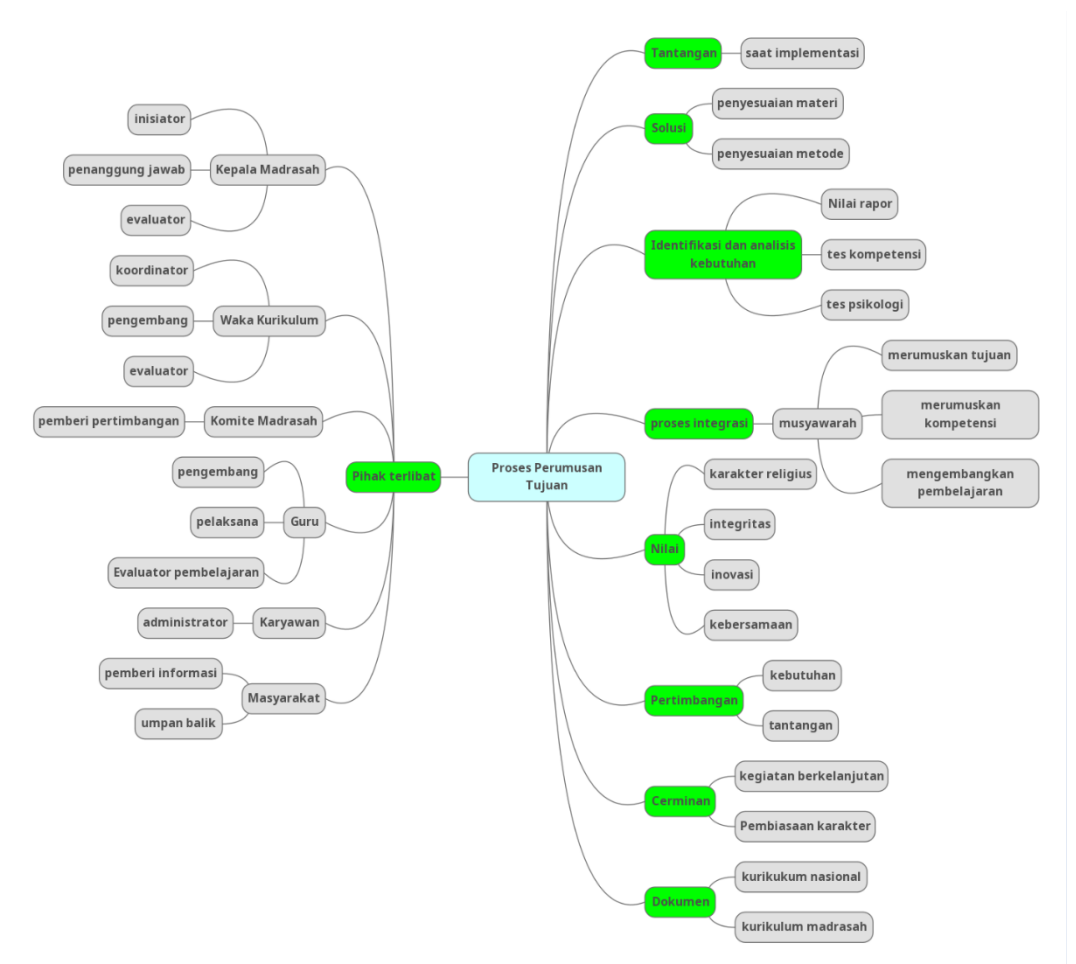 Proses Perumusan
Tujuan
Pihak terlibat
Kepala Madrasah
inisiator
penanggung jawab
evaluator
Waka Kurikulum
koordinator
pengembang
evaluator
Komite Madrasah
pemberi pertimbangan
Guru
pengembang
pelaksana
Evaluator pembelajaran
Karyawan
administrator
Masyarakat
pemberi informasi
umpan balik
Tantangan
saat implementasi
Solusi
penyesuaian materi
penyesuaian metode
Identifikasi dan analisis
kebutuhan
Nilai rapor
tes kompetensi
tes psikologi
proses integrasi
musyawarah
merumuskan tujuan
merumuskan
kompetensi
mengembangkan
pembelajaran
Nilai
karakter religius
integritas
inovasi
kebersamaan
Pertimbangan
kebutuhan
tantangan
Cerminan
kegiatan berkelanjutan
Pembiasaan karakter
Dokumen
kurikukum nasional
kurikulum madrasah